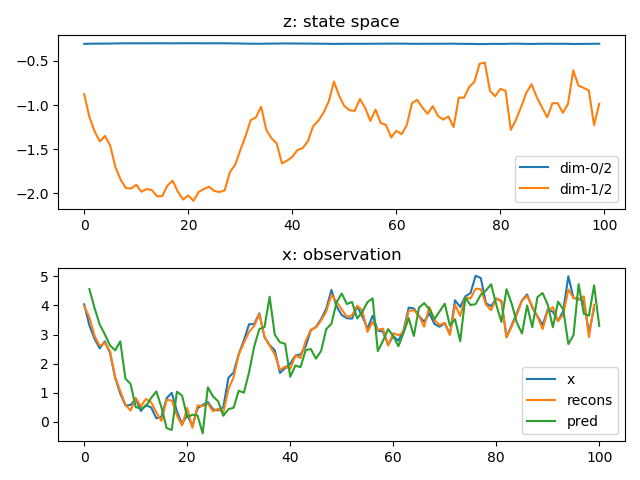 z: state space
−0.5
−1.0
−1.5
−2.0
dim-0/2
dim-1/2
0 20 40 60 80 100
x: observation
5
4
3
2
1
0
x
recons
pred
0 20 40 60 80 100